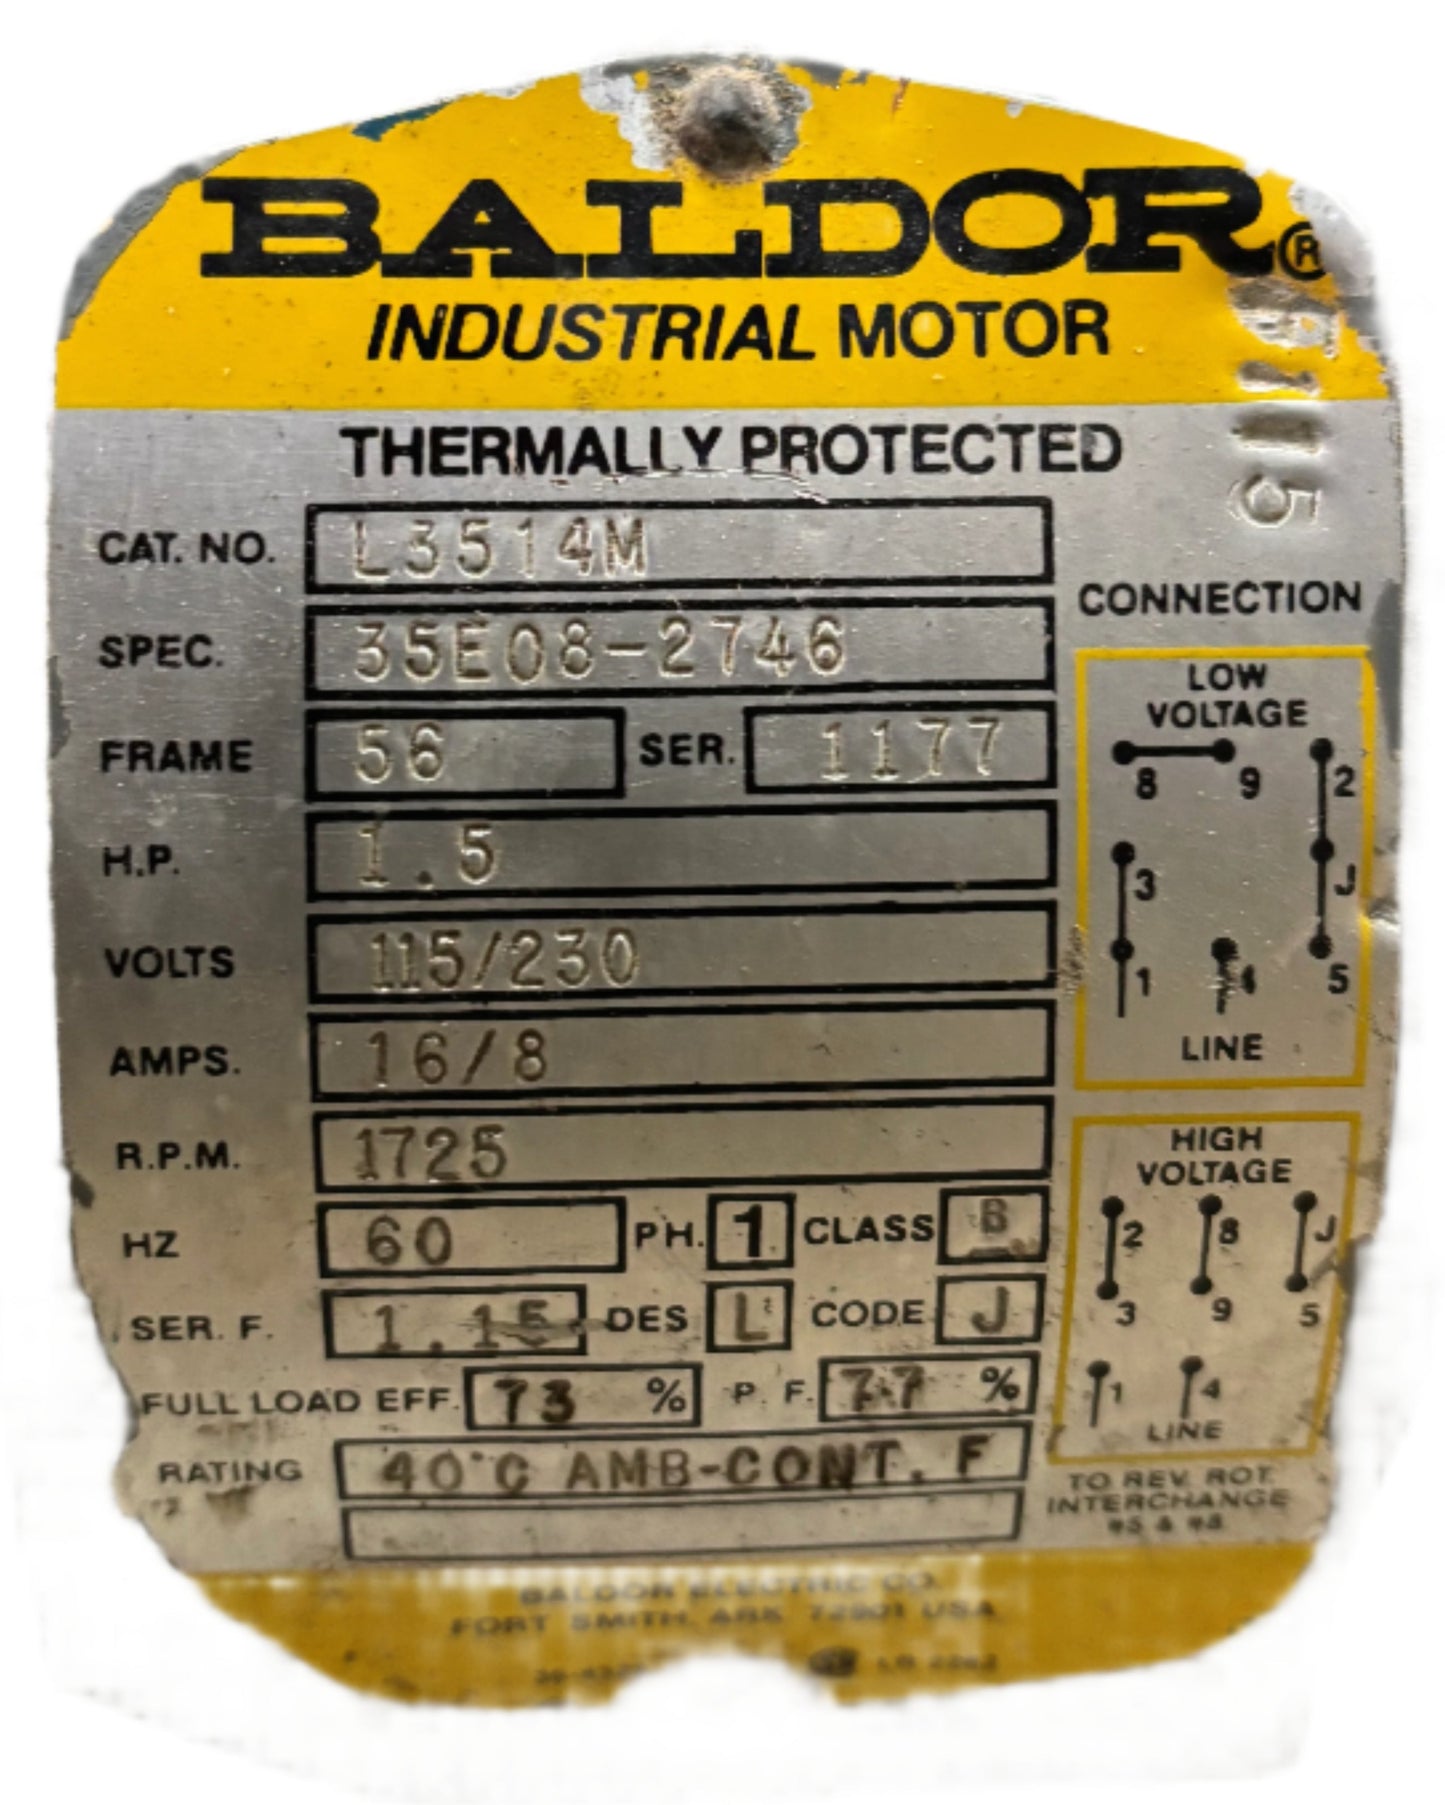 BALDOR®
INDUSTRIAL MOTOR
THERMALLY PROTECTED
CAT. NO. L3514M
SPEC. 35E08-2746
FRAME 56 SER. 1177
H.P. 1.5
VOLTS 115/230
AMPS. 16/8
R.P.M. 1725
HZ 60 PH. 1 CLASS B
SER. F. 1.15 DES L CODE J
FULL LOAD EFF. 73 % P. F. 77 %
RATING 40°C AMB-CONT. F
115
CONNECTION
LOW
VOLTAGE
8 9 2
3 J
1 4 5
LINE
HIGH
VOLTAGE
2 8 J
3 9 5
1 4
LINE
TO REV. ROT.
INTERCHANGE
BALDOR ELECTRIC CO.
FORT SMITH, ARK 72901 USA